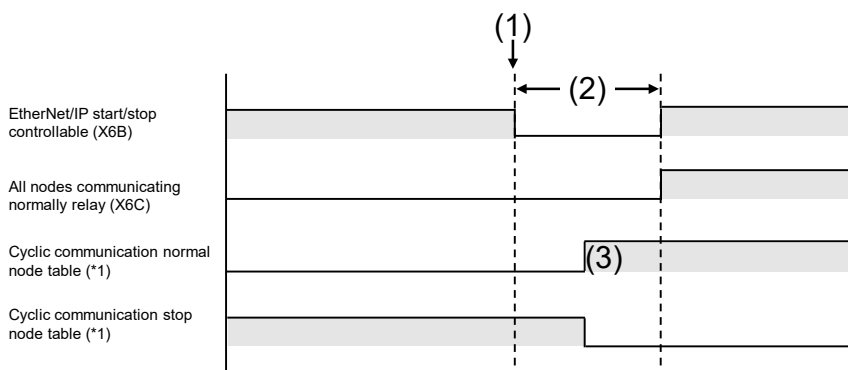 (1)
(2)
EtherNet/IP start/stop
controllable (X6B)
All nodes communicating
normally relay (X6C)
Cyclic communication normal
node table (*1)
(3)
Cyclic communication stop
node table (*1)